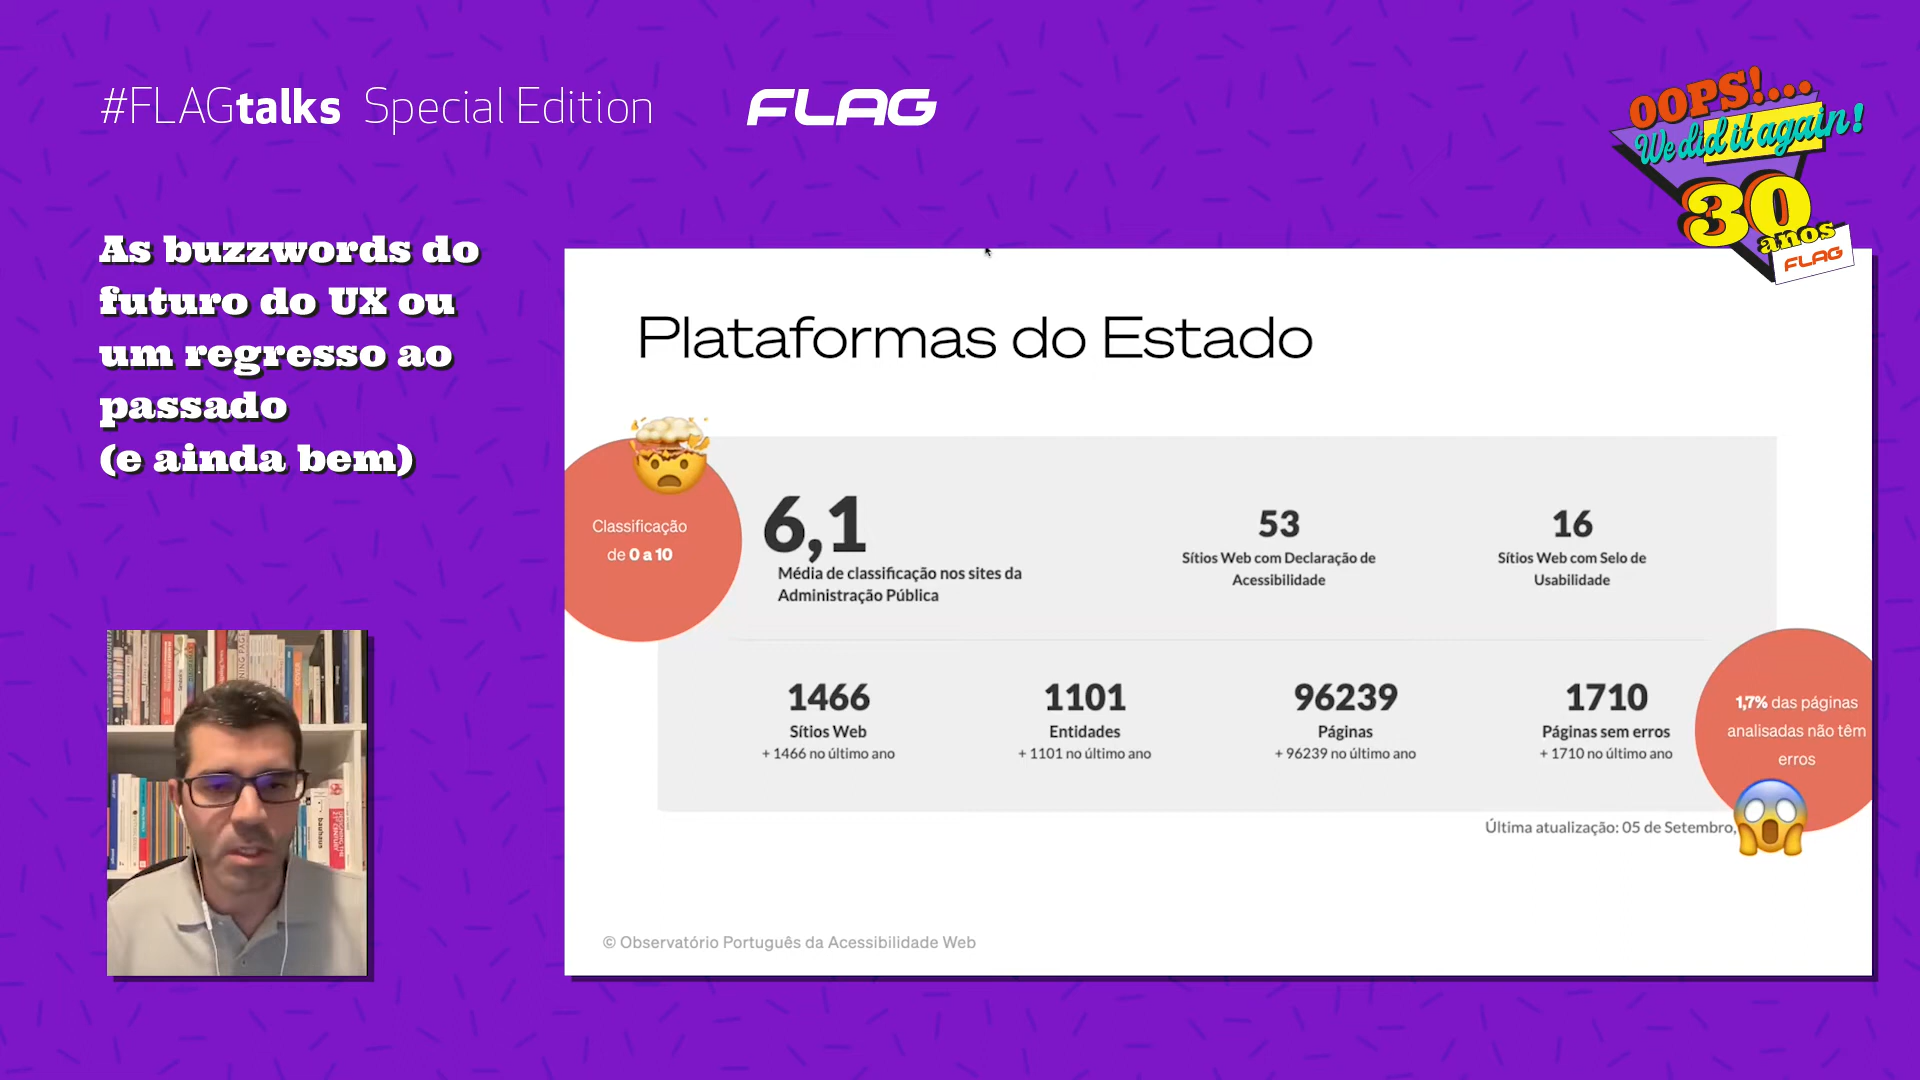 #FLAGtalks Special Edition
FLAG
OOPS!...
We did it again!
30
anos
FLAG
As buzzwords do
futuro do UX ou
um regresso ao
passado
(e ainda bem)
Plataformas do Estado
Classificação
de 0 a 10
6,1
Média de classificação nos sites da
Administração Pública
53
Sítios Web com Declaração de
Acessibilidade
16
Sítios Web com Selo de
Usabilidade
1466
Sítios Web
+ 1466 no último ano
1101
Entidades
+ 1101 no último ano
96239
Páginas
+ 96239 no último ano
1710
Páginas sem erros
+ 1710 no último ano
1,7% das páginas
analisadas não têm
erros
Última atualização: 05 de Setembro,
© Observatório Português da Acessibilidade Web
bauhaus